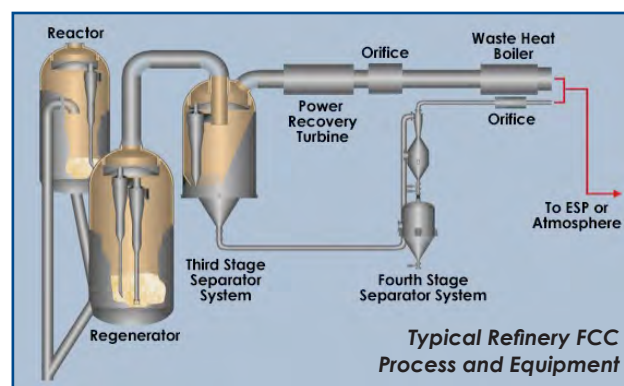 Reactor
Orifice
Waste Heat
Boiler
Power
Recovery
Turbine
Orifice
To ESP or
Atmosphere
Third Stage
Separator
System
Fourth Stage
Separator System
Regenerator
Typical Refinery FCC
Process and Equipment